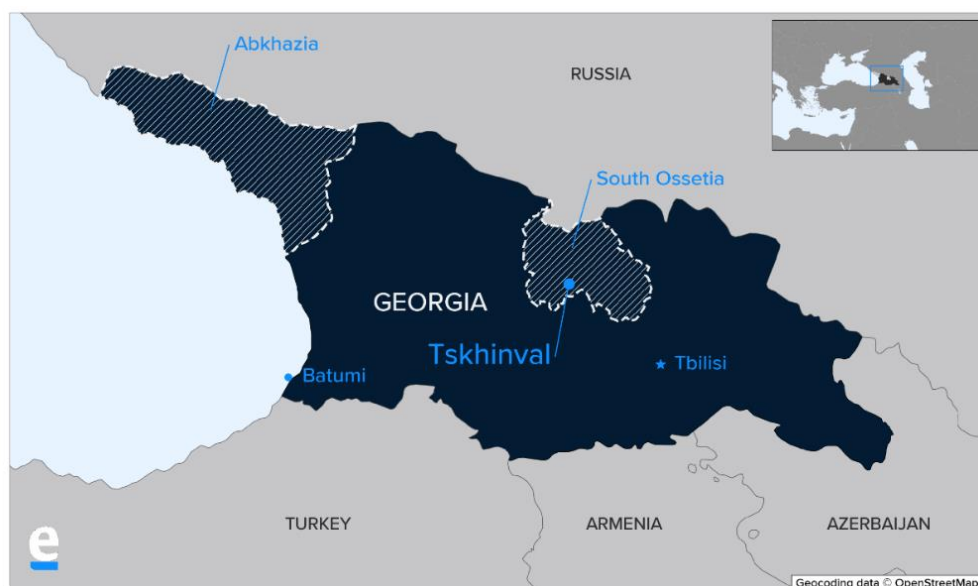 Abkhazia
RUSSIA
South Ossetia
GEORGIA
Tskhinval
Tbilisi
Batumi
TURKEY
ARMENIA
AZERBAIJAN
e
Geocoding data © OpenStreetMap